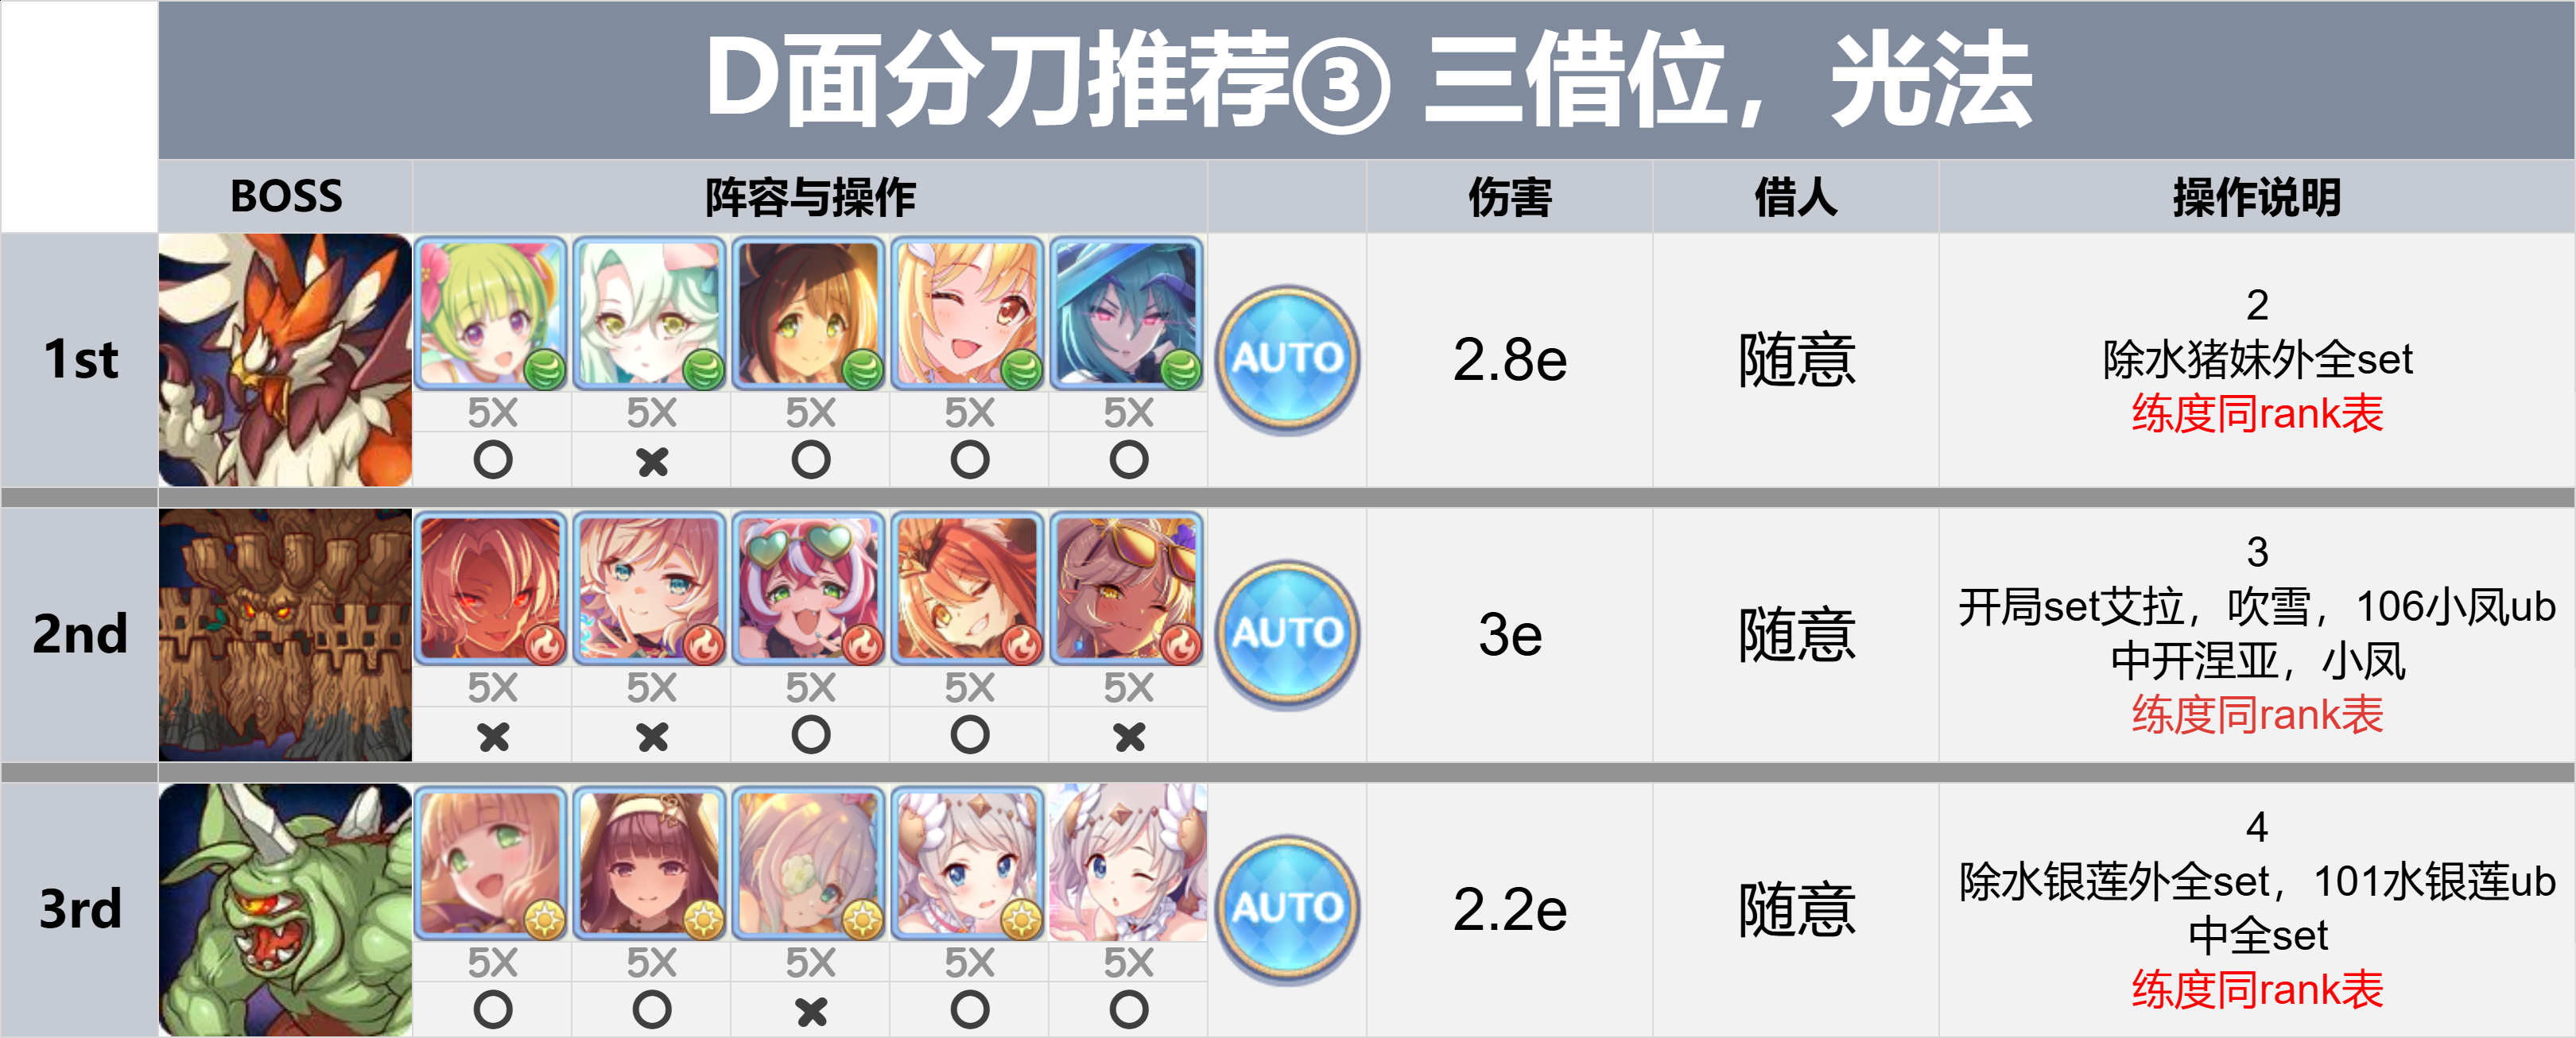 D面分刀推荐③ 三借位，光法
BOSS 阵容与操作 伤害 借人 操作说明
1st
5X 5X 5X 5X 5X
AUTO
2.8e
随意
2
除水猪妹外全set
练度同rank表
2nd
5X 5X 5X 5X 5X
AUTO
3e
随意
3
开局set艾拉，吹雪，106小凤ub
中开涅亚，小凤
练度同rank表
3rd
5X 5X 5X 5X 5X
AUTO
2.2e
随意
4
除水银莲外全set，101水银莲ub
中全set
练度同rank表